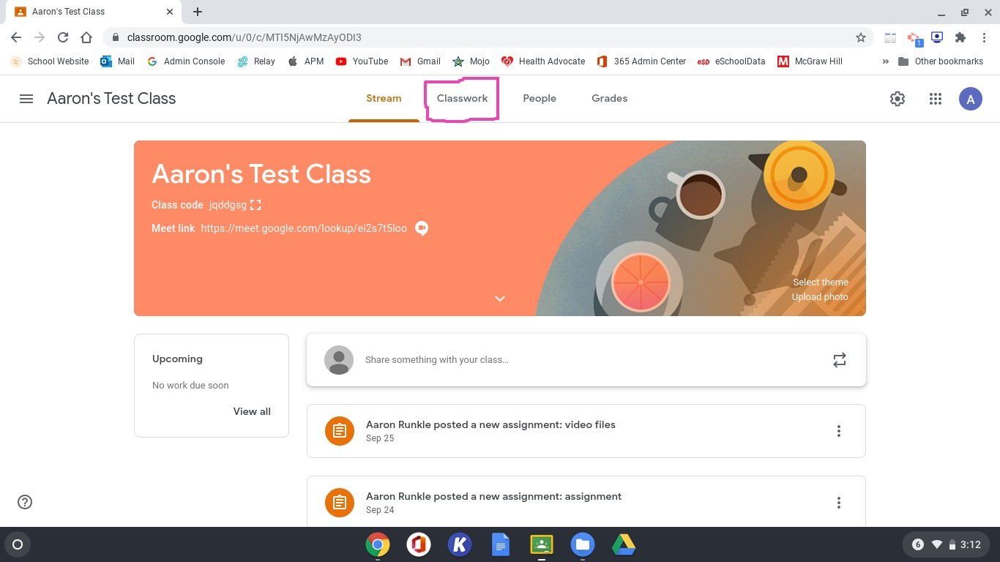 Aaron's Test Class
classroom.google.com/u/0/c/MTI5NjAwMzAyODI3
1
School Website Mail Admin Console Relay APM YouTube Gmail Mojo Health Advocate 365 Admin Center eSD eSchoolData M McGraw Hill » Other bookmarks
Aaron's Test Class Stream Classwork People Grades A
Aaron's Test Class
Class code jqddgsg
Meet link https://meet.google.com/lookup/ei2s7t5loo
Select theme
Upload photo
Upcoming
No work due soon
View all
Share something with your class…
Aaron Runkle posted a new assignment: video files
Sep 25
Aaron Runkle posted a new assignment: assignment
Sep 24
K 6 3:12